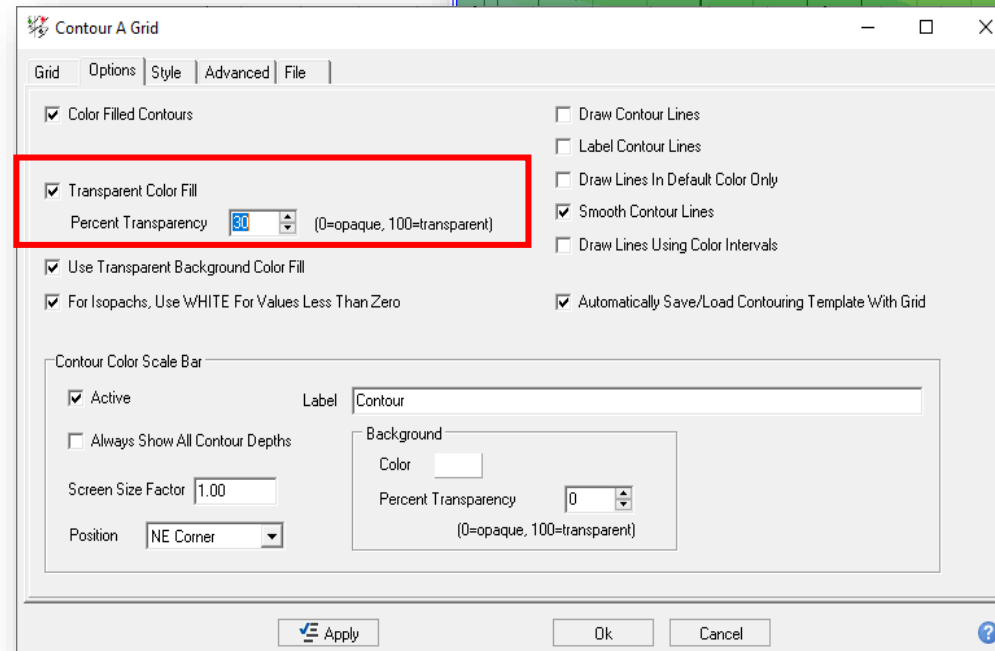 Contour A Grid
Grid Options Style Advanced File
Color Filled Contours
Transparent Color Fill
Percent Transparency 30 (0=opaque, 100=transparent)
Use Transparent Background Color Fill
For Isopachs, Use WHITE For Values Less Than Zero
Draw Contour Lines
Label Contour Lines
Draw Lines In Default Color Only
Smooth Contour Lines
Draw Lines Using Color Intervals
Automatically Save/Load Contouring Template With Grid
Contour Color Scale Bar
Active
Label Contour
Always Show All Contour Depths
Screen Size Factor 1.00
Position NE Corner
Background
Color
Percent Transparency 0
(0=opaque, 100=transparent)
Apply Ok Cancel ?